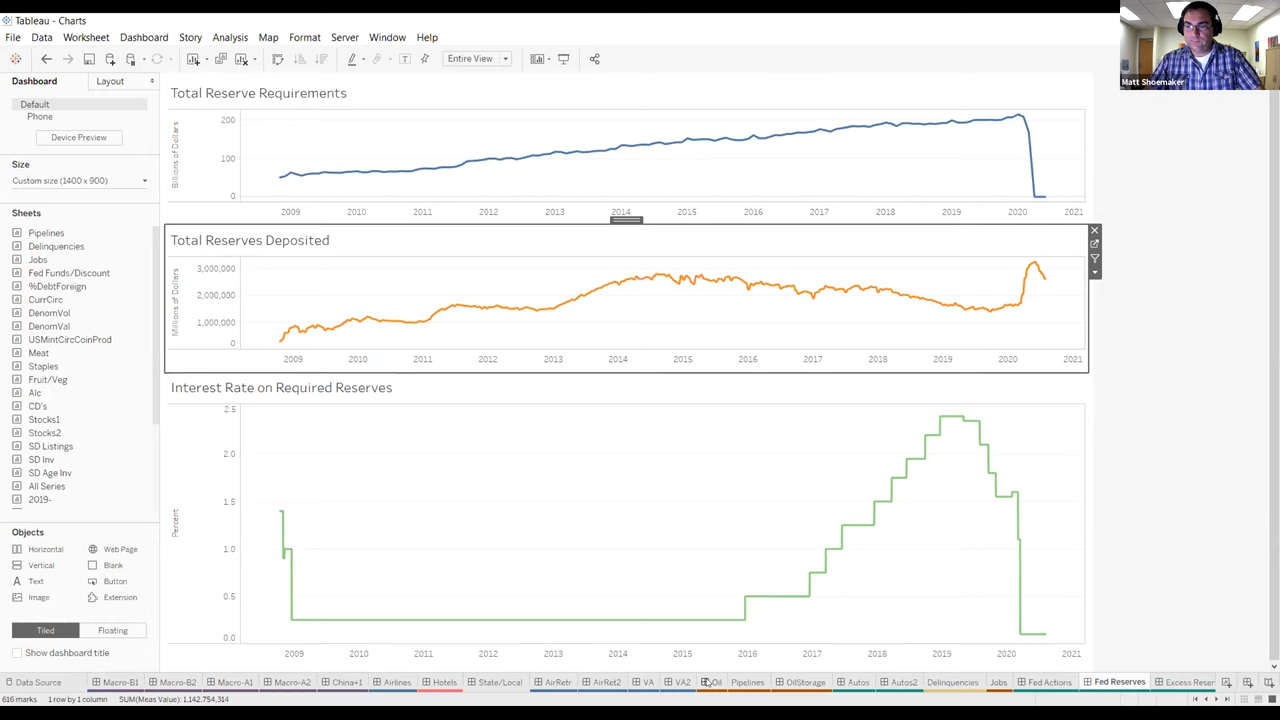 Tableau - Charts
File Data Worksheet Dashboard Story Analysis Map Format Server Window Help
Entire View
Matt Shoemaker
Dashboard Layout
Default
Phone
Device Preview
Size
Custom size (1400 x 900)
Sheets
Pipelines
Delinquencies
Jobs
Fed Funds/Discount
%DebtForeign
CurrCirc
DenomVol
DenomVal
USMintCircCoinProd
Meat
Staples
Fruit/Veg
Alc
CD's
Stocks1
Stocks2
SD Listings
SD Inv
SD Age Inv
All Series
2019-
Objects
Horizontal Web Page
Vertical Blank
Text Button
Image Extension
Tiled Floating
Show dashboard title
Total Reserve Requirements
Billions of Dollars
200
100
0
2009 2010 2011 2012 2013 2014 2015 2016 2017 2018 2019 2020 2021
Total Reserves Deposited
Millions of Dollars
3,000,000
2,000,000
1,000,000
0
2009 2010 2011 2012 2013 2014 2015 2016 2017 2018 2019 2020 2021
Interest Rate on Required Reserves
Percent
2.5
2.0
1.5
1.0
0.5
0.0
2009 2010 2011 2012 2013 2014 2015 2016 2017 2018 2019 2020 2021
Data Source Macro-B1 Macro-B2 Macro-A1 Macro-A2 China+1 Airlines Hotels State/Local AirRetr AirRet2 VA VA2 Oil Pipelines OilStorage Autos Autos2 Delinquencies Jobs Fed Actions Fed Reserves Excess Reser
616 marks 1 row by 1 column SUM(Meas Value): 1,142,754,314